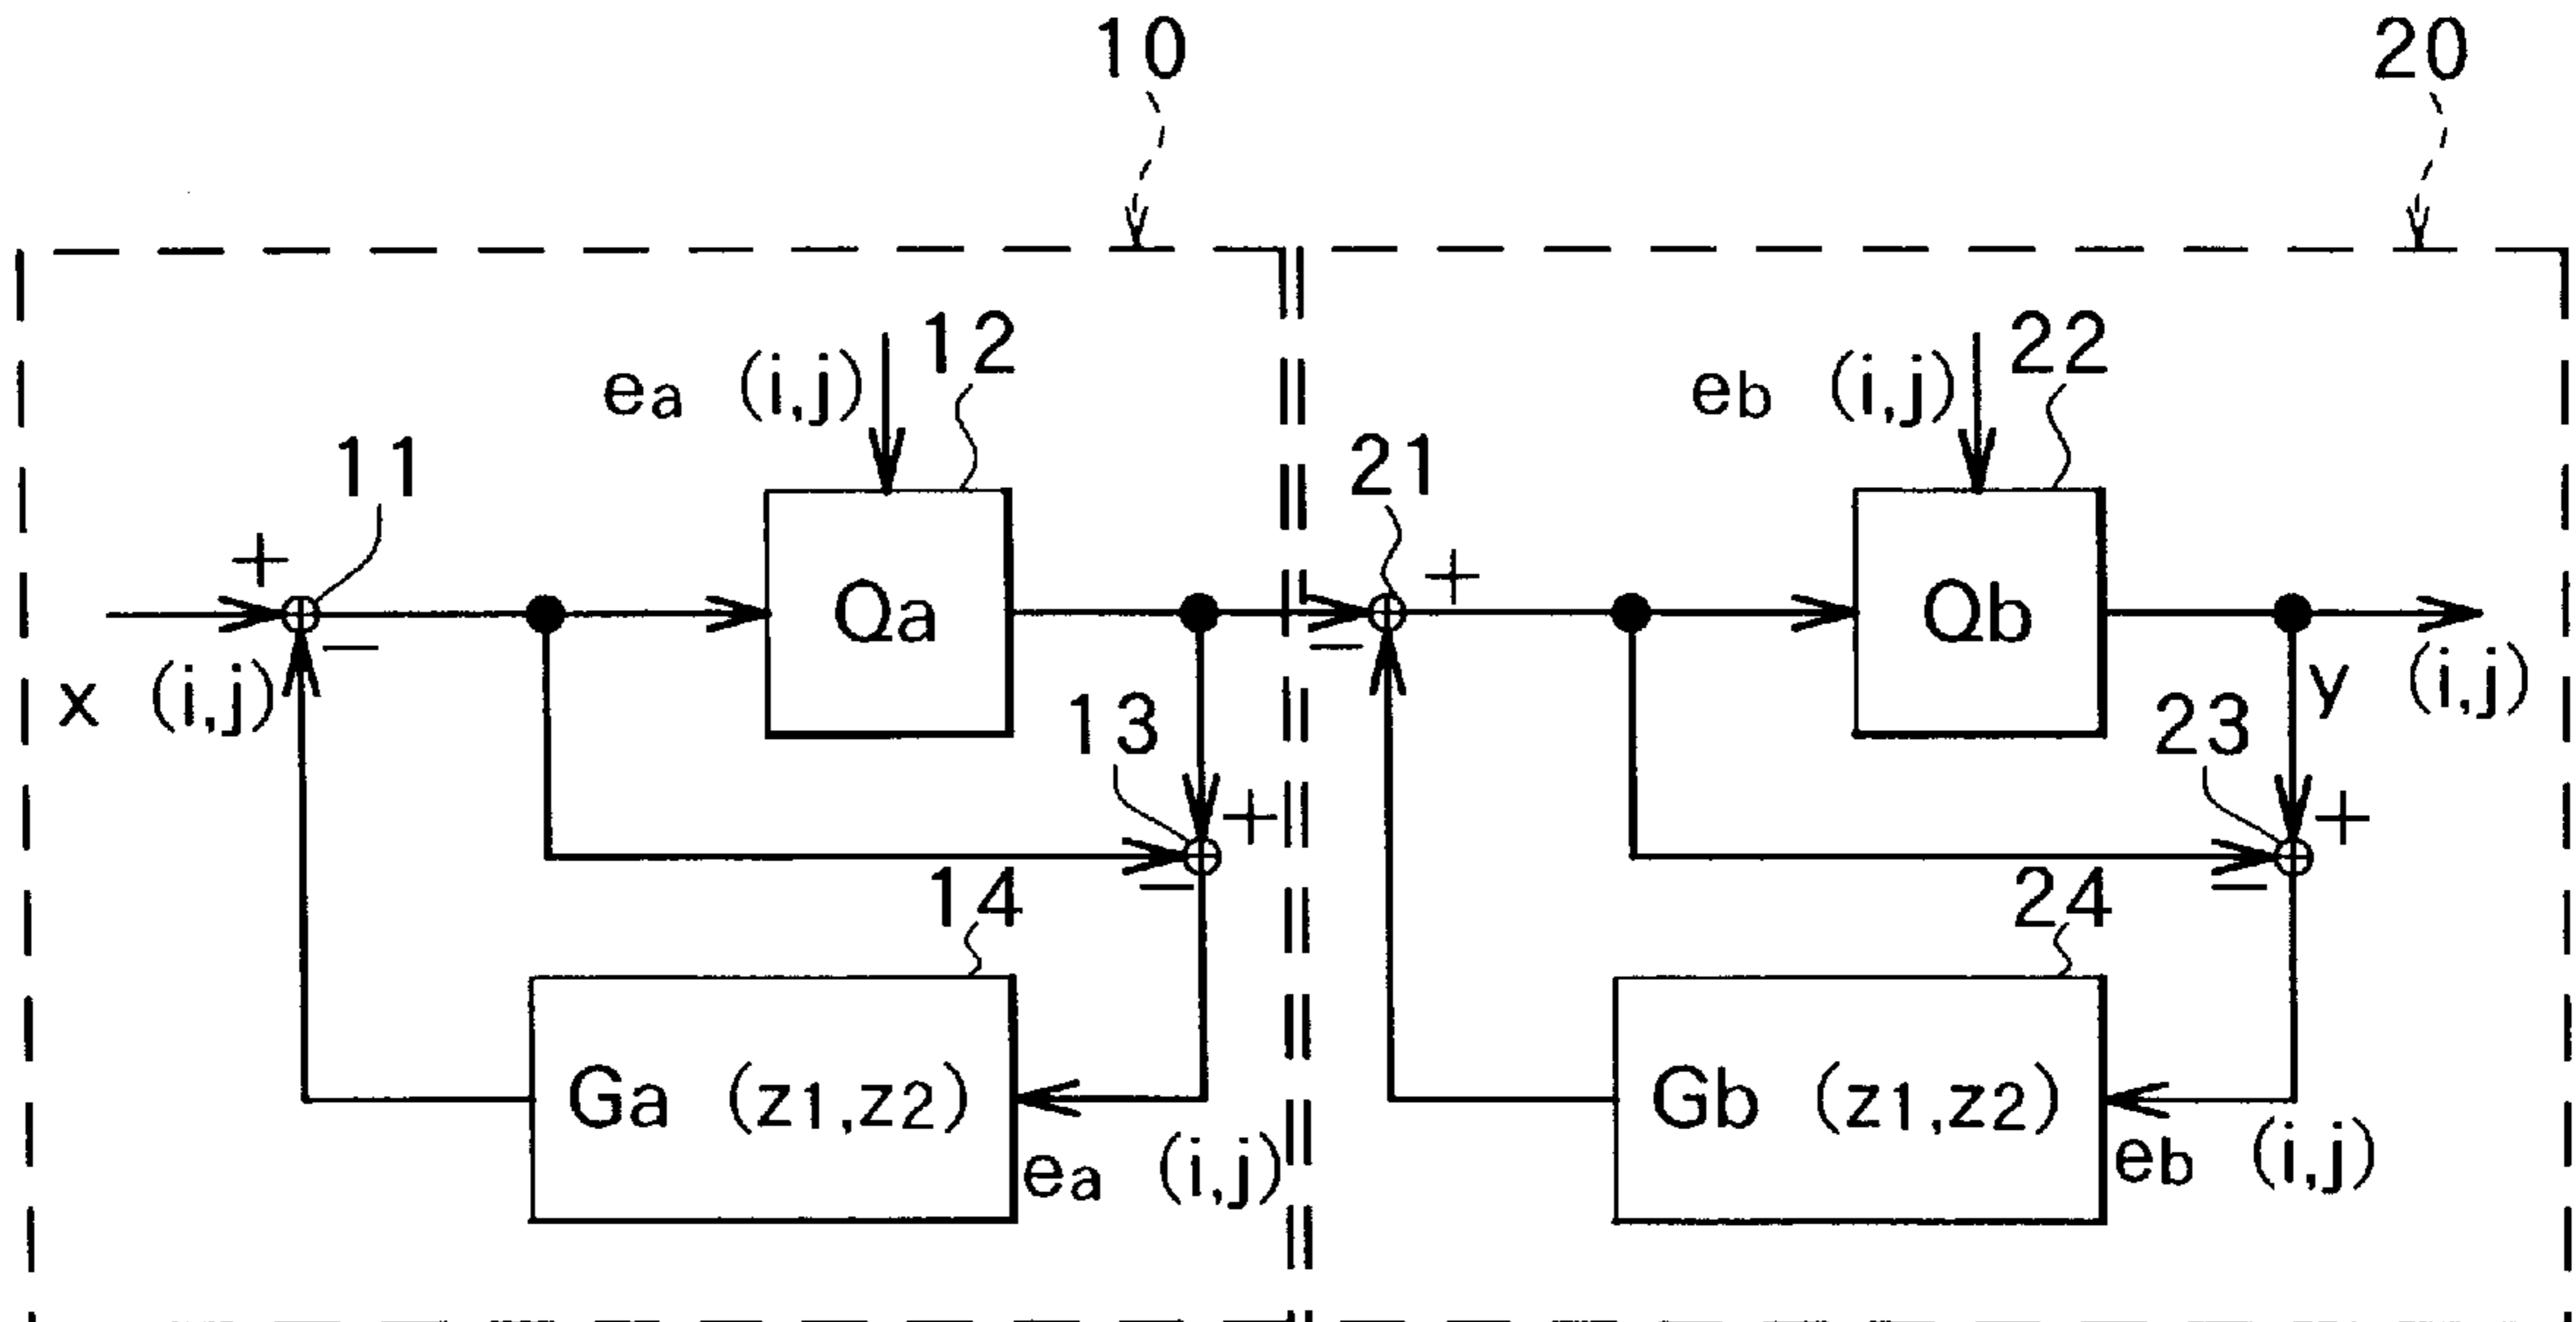 10
20
12
ea (i,j)
22
eb (i,j)
11
21
+
+
Qa
Qb
−
−
x (i,j)
y (i,j)
13
23
+
+
−
−
14
24
Ga (z1,z2)
Gb (z1,z2)
ea (i,j)
eb (i,j)